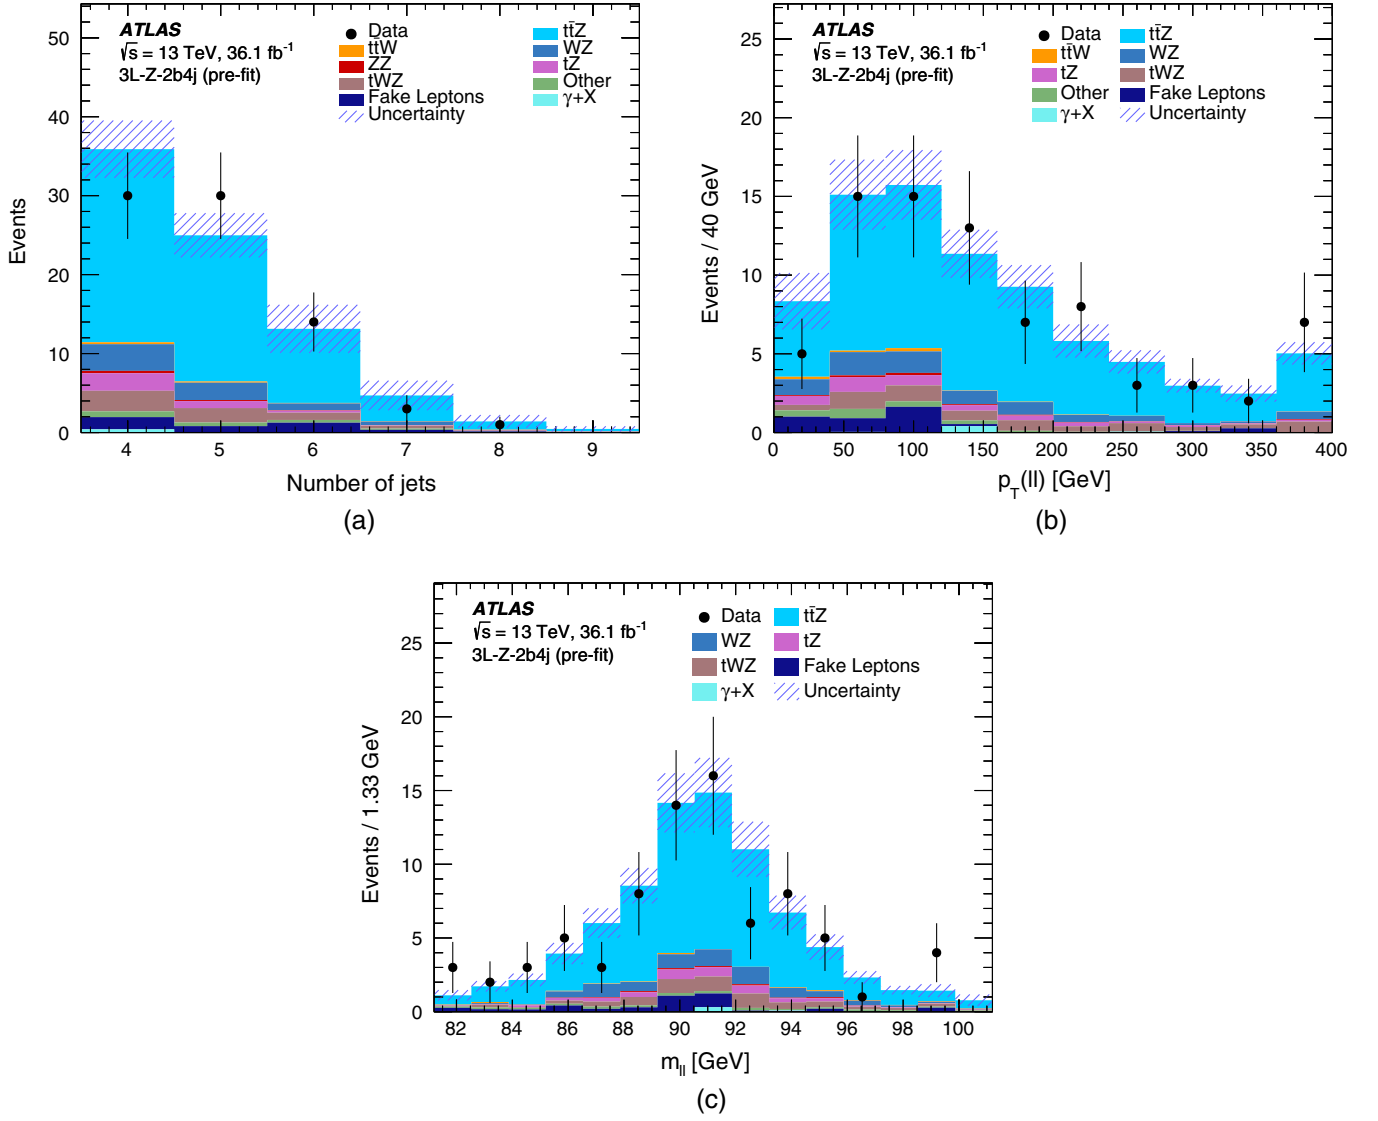 ATLAS
√s = 13 TeV, 36.1 fb⁻¹
3L-Z-2b4j (pre-fit)
Data
tt̄Z
tt̄W
WZ
ZZ
tZ
tWZ
Other
Fake Leptons
γ+X
Uncertainty
Events
50
40
30
20
10
0
4 5 6 7 8 9
Number of jets
(a)
ATLAS
√s = 13 TeV, 36.1 fb⁻¹
3L-Z-2b4j (pre-fit)
Data
tt̄Z
tt̄W
WZ
tZ
tWZ
Other
Fake Leptons
γ+X
Uncertainty
Events / 40 GeV
25
20
15
10
5
0
0 50 100 150 200 250 300 350 400
p_T(ll) [GeV]
(b)
ATLAS
√s = 13 TeV, 36.1 fb⁻¹
3L-Z-2b4j (pre-fit)
Data
tt̄Z
WZ
tZ
tWZ
Fake Leptons
γ+X
Uncertainty
Events / 1.33 GeV
25
20
15
10
5
0
82 84 86 88 90 92 94 96 98 100
m_ll [GeV]
(c)